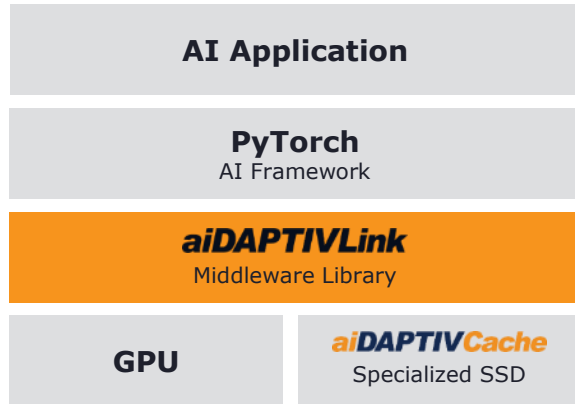 AI Application
PyTorch
AI Framework
aiDAPTIVLink
Middleware Library
GPU
aiDAPTIVCache
Specialized SSD